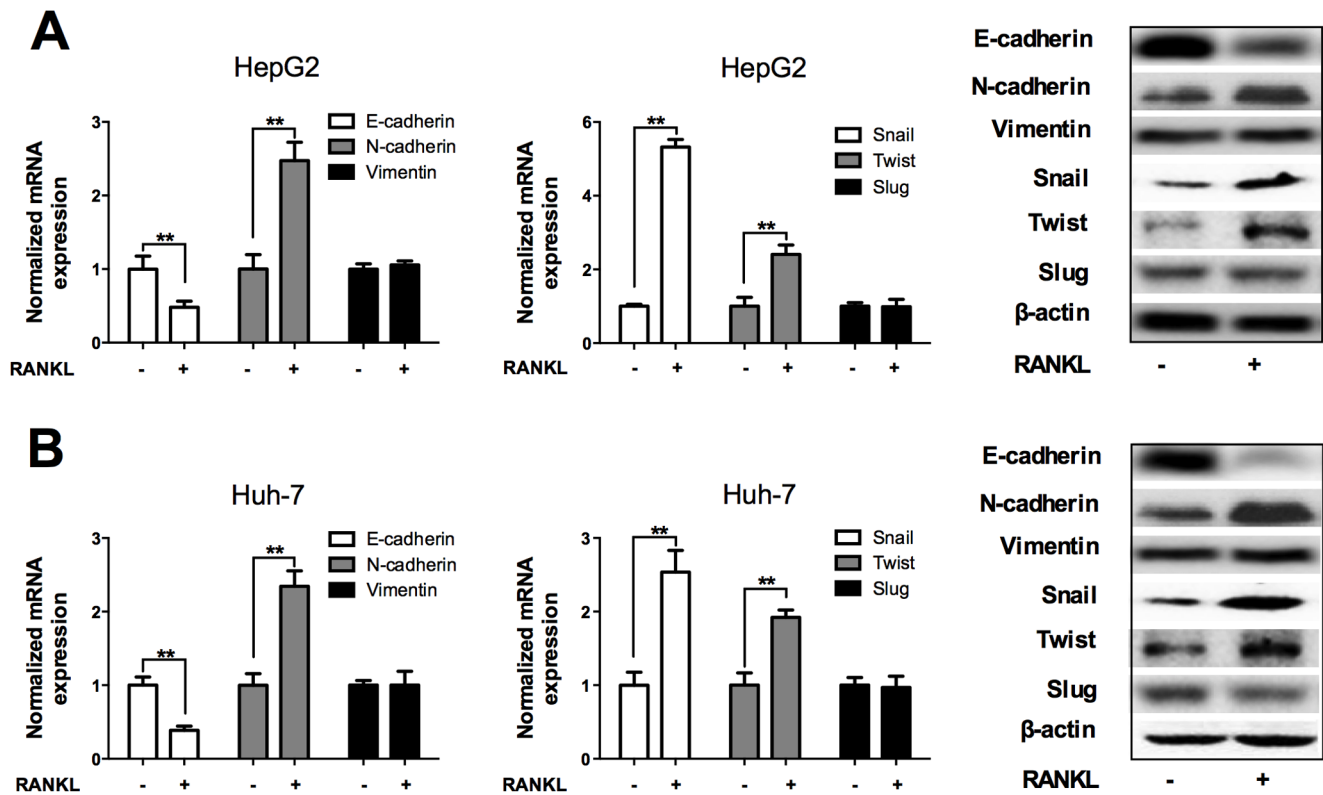 A
HepG2
Normalized mRNA
expression
3
2
1
0
** **
E-cadherin
N-cadherin
Vimentin
RANKL - + - + - +
HepG2
Normalized mRNA
expression
6
4
2
0
** **
Snail
Twist
Slug
RANKL - + - + - +
E-cadherin
N-cadherin
Vimentin
Snail
Twist
Slug
β-actin
RANKL - +
B
Huh-7
Normalized mRNA
expression
3
2
1
0
** **
E-cadherin
N-cadherin
Vimentin
RANKL - + - + - +
Huh-7
Normalized mRNA
expression
3
2
1
0
** **
Snail
Twist
Slug
RANKL - + - + - +
E-cadherin
N-cadherin
Vimentin
Snail
Twist
Slug
β-actin
RANKL - +